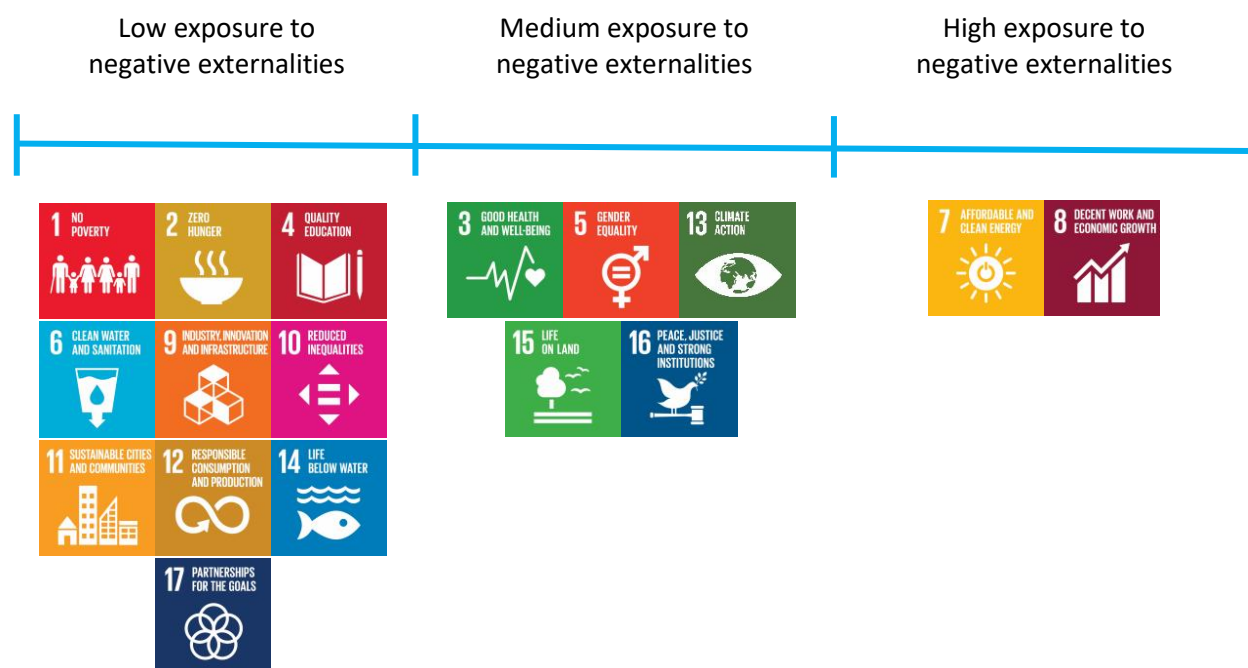 Low exposure to
negative externalities
Medium exposure to
negative externalities
High exposure to
negative externalities
1 NO
POVERTY
2 ZERO
HUNGER
4 QUALITY
EDUCATION
3 GOOD HEALTH
AND WELL-BEING
5 GENDER
EQUALITY
13 CLIMATE
ACTION
7 AFFORDABLE AND
CLEAN ENERGY
8 DECENT WORK AND
ECONOMIC GROWTH
6 CLEAN WATER
AND SANITATION
9 INDUSTRY, INNOVATION
AND INFRASTRUCTURE
10 REDUCED
INEQUALITIES
15 LIFE
ON LAND
16 PEACE, JUSTICE
AND STRONG
INSTITUTIONS
11 SUSTAINABLE CITIES
AND COMMUNITIES
12 RESPONSIBLE
CONSUMPTION
AND PRODUCTION
14 LIFE
BELOW WATER
17 PARTNERSHIPS
FOR THE GOALS